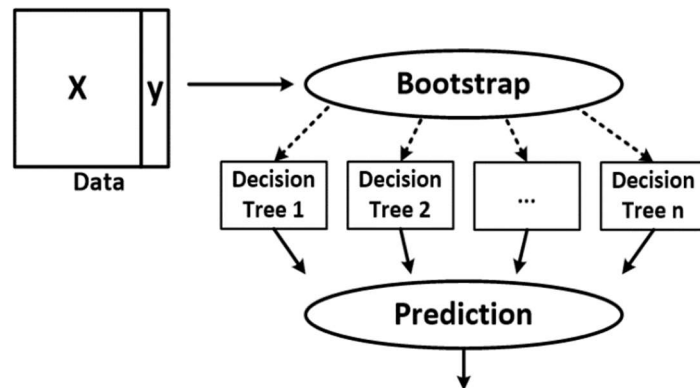 X
y
Data
Bootstrap
Decision
Tree 1
Decision
Tree 2
...
Decision
Tree n
Prediction